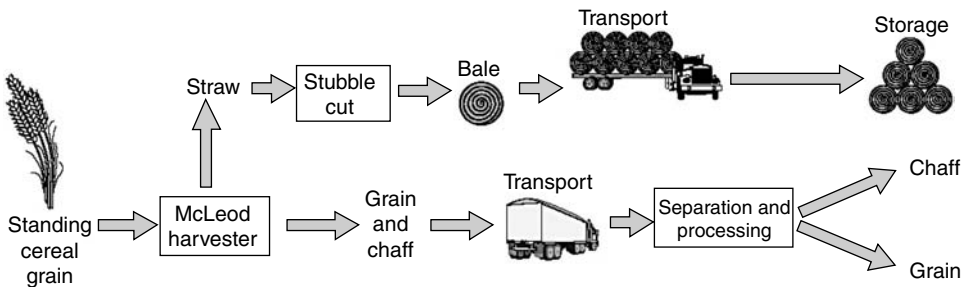 Transport
Storage
Straw
Stubble
cut
Bale
Standing
cereal
grain
McLeod
harvester
Grain
and
chaff
Transport
Separation and
processing
Chaff
Grain